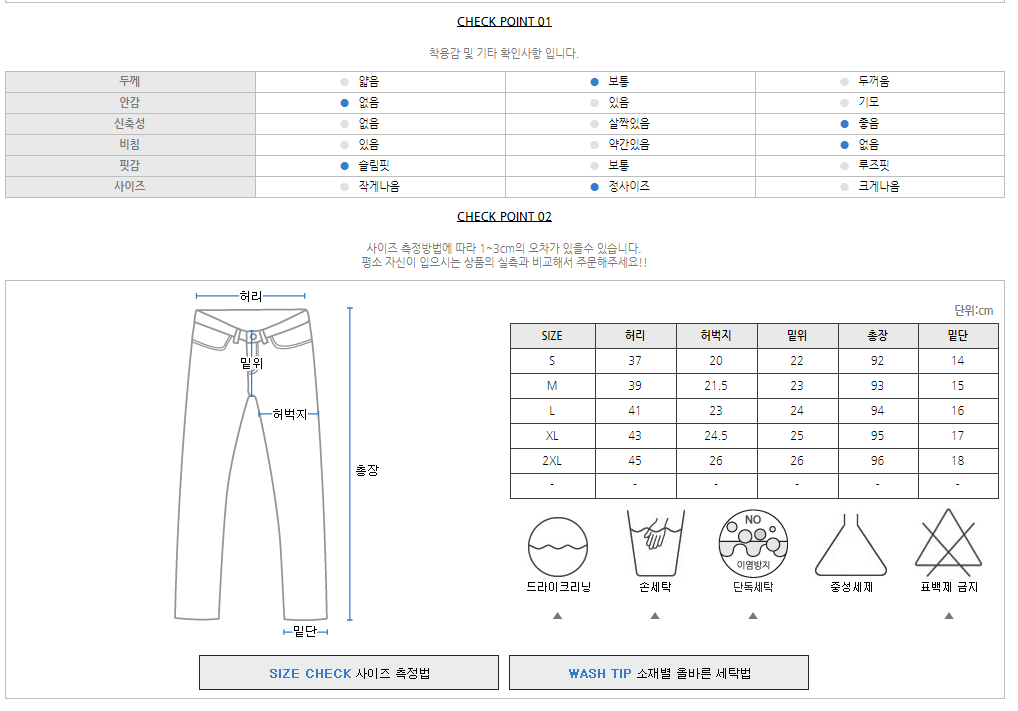 CHECK POINT 01
착용감 및 기타 확인사항 입니다.
두께 얇음 보통 두꺼움
안감 없음 있음 기모
신축성 없음 살짝있음 좋음
비침 있음 약간있음 없음
핏감 슬림핏 보통 루즈핏
사이즈 작게나옴 정사이즈 크게나옴
CHECK POINT 02
사이즈 측정방법에 따라 1~3cm의 오차가 있을수 있습니다.
평소 자신이 입으시는 상품의 실측과 비교해서 주문해주세요!!
허리
밑위
허벅지
총장
밑단
단위:cm
SIZE 허리 허벅지 밑위 총장 밑단
S 37 20 22 92 14
M 39 21.5 23 93 15
L 41 23 24 94 16
XL 43 24.5 25 95 17
2XL 45 26 26 96 18
- - - - - -
NO
이염방지
드라이크리닝 손세탁 단독세탁 중성세제 표백제 금지
SIZE CHECK 사이즈 측정법
WASH TIP 소재별 올바른 세탁법